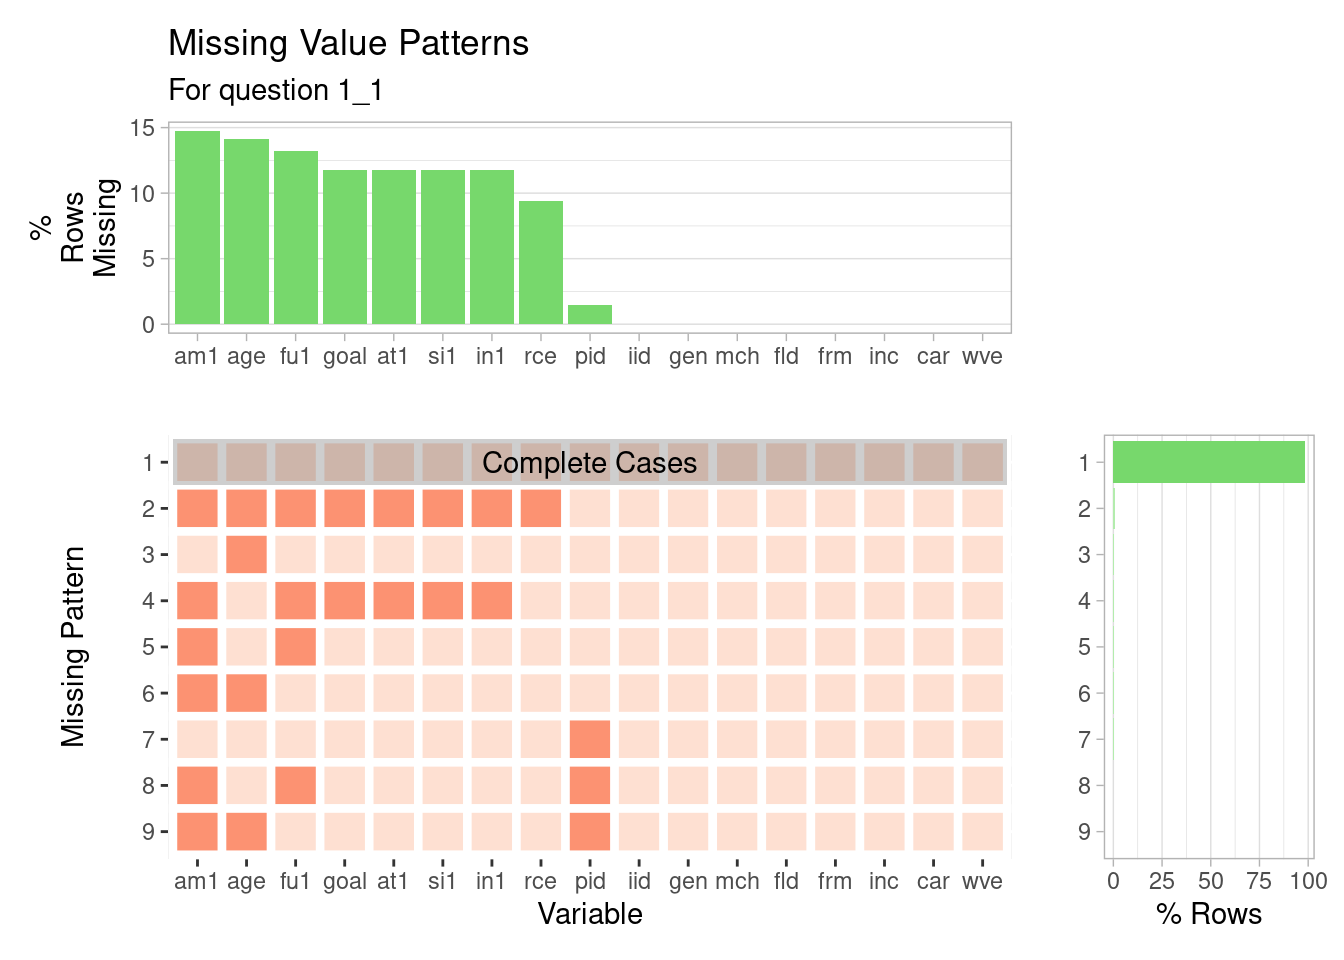 Missing Value Patterns
For question 1_1
%
Rows
Missing
15
10
5
0
am1 age fu1 goal at1 si1 in1 rce pid iid gen mch fld frm inc car wve
Missing Pattern
1 Complete Cases
2
3
4
5
6
7
8
9
am1 age fu1 goal at1 si1 in1 rce pid iid gen mch fld frm inc car wve
Variable
1
2
3
4
5
6
7
8
9
0 25 50 75 100
% Rows